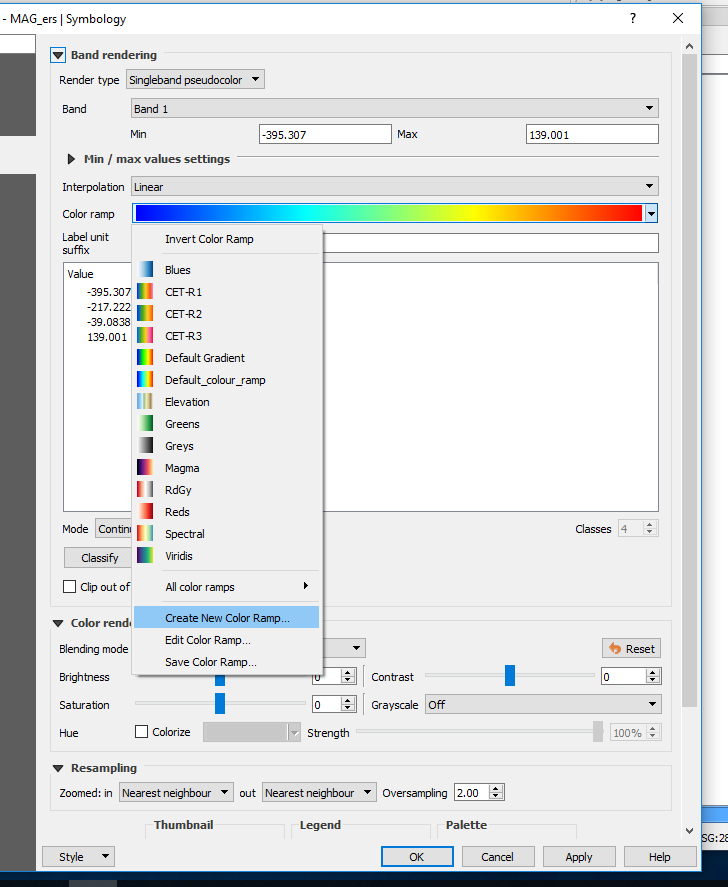 - MAG_ers | Symbology
?
Band rendering
Render type Singleband pseudocolor
Band Band 1
Min -395.307 Max 139.001
Min / max values settings
Interpolation Linear
Color ramp
Label unit
suffix
Invert Color Ramp
Value
-395.307
-217.222
-39.0838
139.001
Blues
CET-R1
CET-R2
CET-R3
Default Gradient
Default_colour_ramp
Elevation
Greens
Greys
Magma
RdGy
Reds
Spectral
Viridis
All color ramps
Create New Color Ramp...
Edit Color Ramp...
Save Color Ramp...
Mode Contin Classes 4
Classify
Clip out of
Color rende
Blending mode Reset
Brightness 0 Contrast 0
Saturation 0 Grayscale Off
Hue Colorize Strength 100%
Resampling
Zoomed: in Nearest neighbour out Nearest neighbour Oversampling 2.00
Thumbnail Legend Palette
Style OK Cancel Apply Help
SG:28